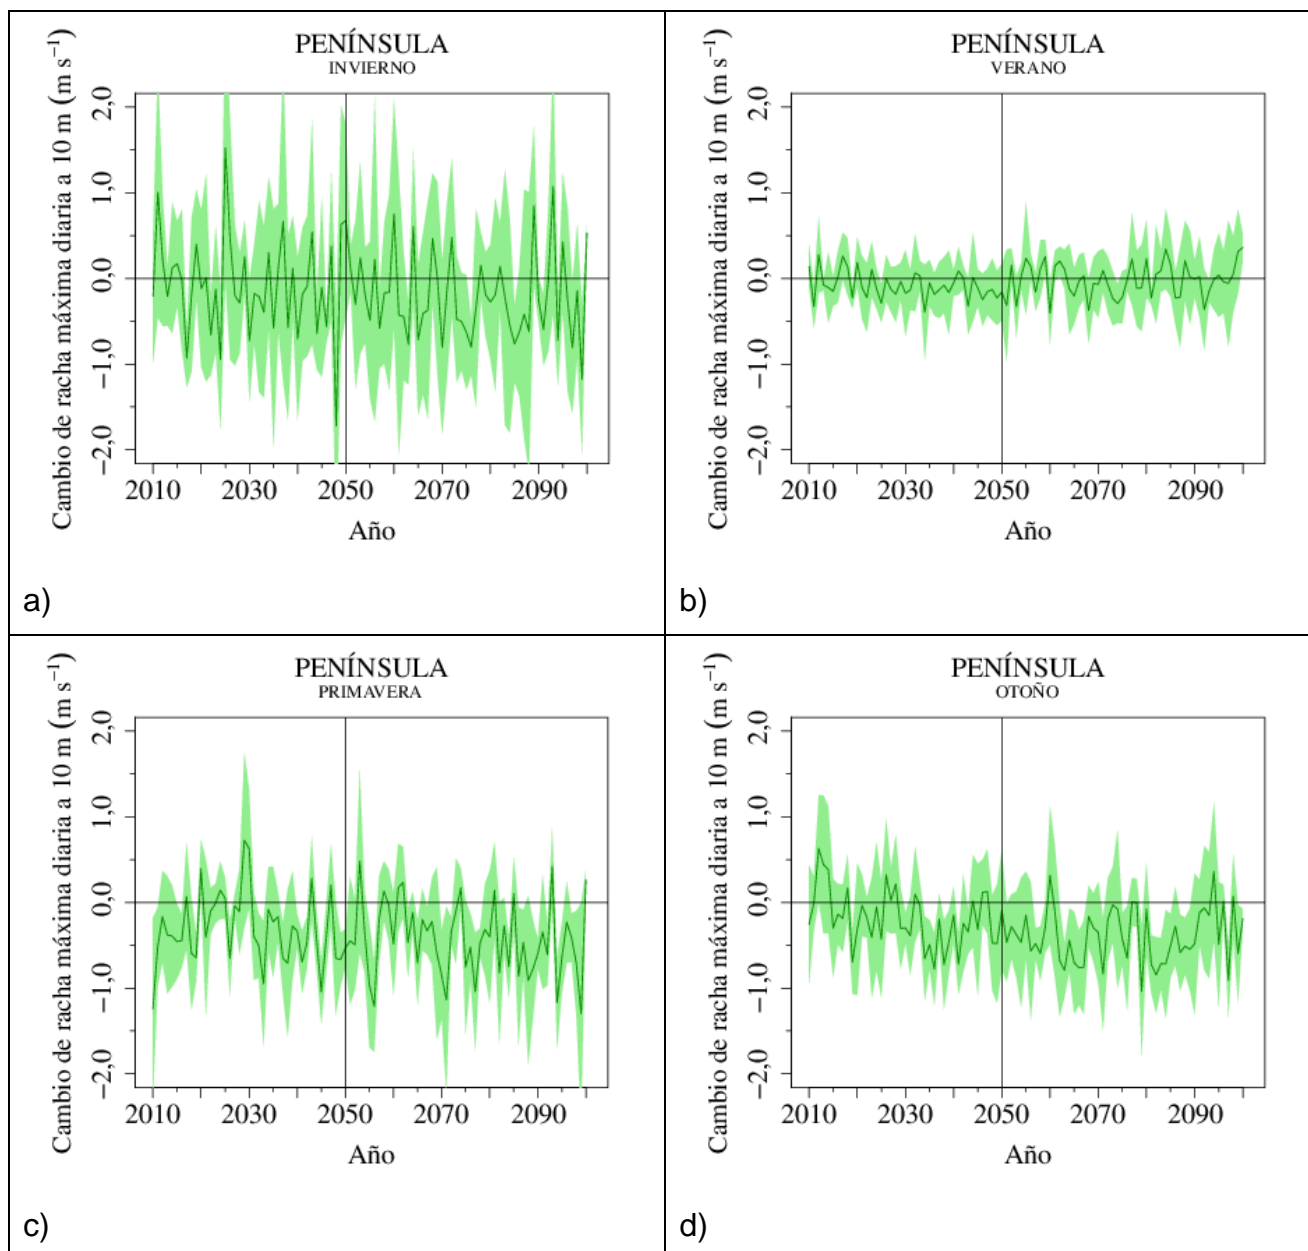 PENÍNSULA
INVIERNO
Cambio de racha máxima diaria a 10 m (m s⁻¹)
2,0
1,0
0,0
−1,0
−2,0
2010 2030 2050 2070 2090
Año
a)
PENÍNSULA
VERANO
Cambio de racha máxima diaria a 10 m (m s⁻¹)
2,0
1,0
0,0
−1,0
−2,0
2010 2030 2050 2070 2090
Año
b)
PENÍNSULA
PRIMAVERA
Cambio de racha máxima diaria a 10 m (m s⁻¹)
2,0
1,0
0,0
−1,0
−2,0
2010 2030 2050 2070 2090
Año
c)
PENÍNSULA
OTOÑO
Cambio de racha máxima diaria a 10 m (m s⁻¹)
2,0
1,0
0,0
−1,0
−2,0
2010 2030 2050 2070 2090
Año
d)